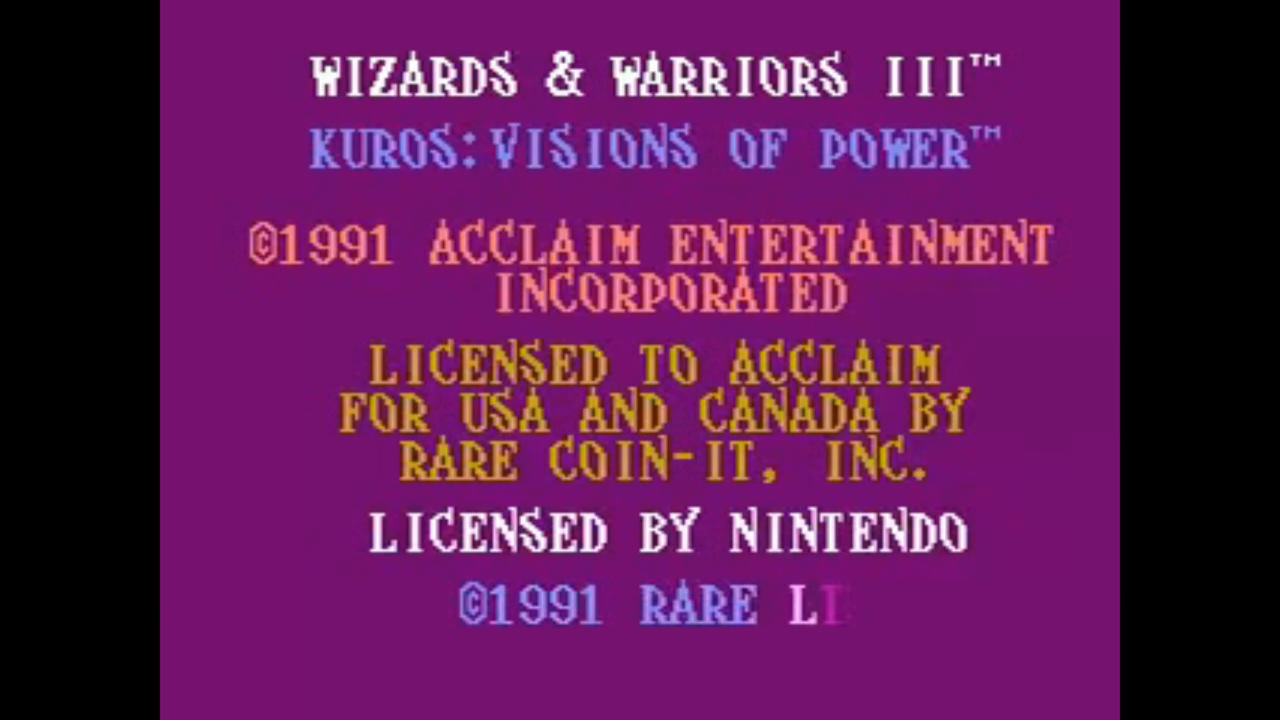 WIZARDS & WARRIORS III™
KUROS:VISIONS OF POWER™
©1991 ACCLAIM ENTERTAINMENT
INCORPORATED
LICENSED TO ACCLAIM
FOR USA AND CANADA BY
RARE COIN-IT, INC.
LICENSED BY NINTENDO
©1991 RARE